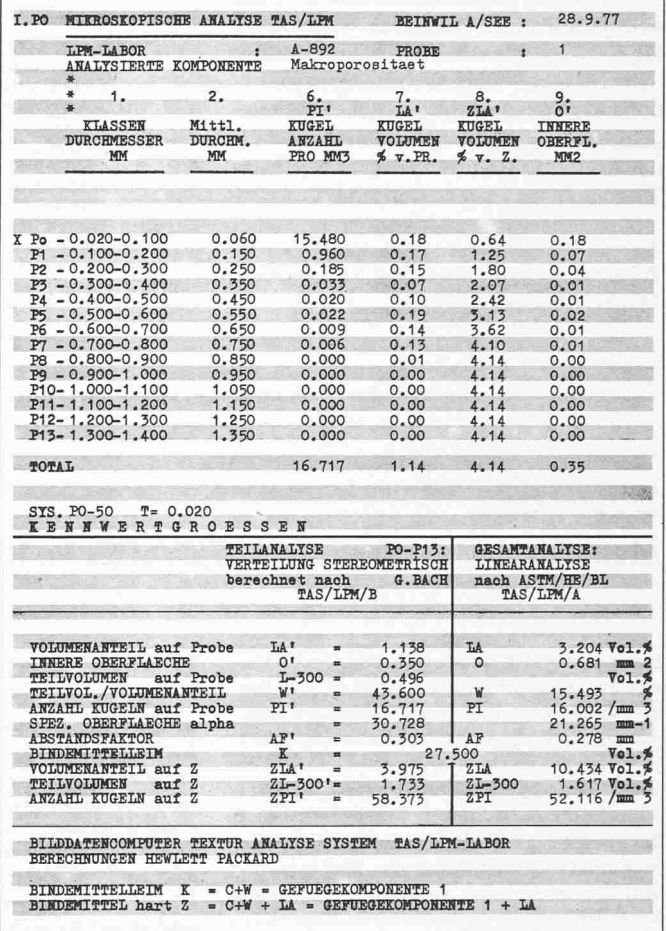 I.PO MIKROSKOPISCHE ANALYSE TAS/LPM BEINWIL A/SEE : 28.9.77
LPM-LABOR : A-892 PROBE : 1
ANALYSIERTE KOMPONENTE Makroporositaet
*
* 1. 2. 6. 7. 8. 9.
* PI' LA' ZLA' O'
KLASSEN Mittl. KUGEL KUGEL KUGEL INNERE
DURCHMESSER DURCHM. ANZAHL VOLUMEN VOLUMEN OBERFL.
MM MM PRO MM3 % v.PR. % v. Z. MM2
X Po -0.020-0.100 0.060 15.480 0.18 0.64 0.18
P1 -0.100-0.200 0.150 0.960 0.17 1.25 0.07
P2 -0.200-0.300 0.250 0.185 0.15 1.80 0.04
P3 -0.300-0.400 0.350 0.033 0.07 2.07 0.01
P4 -0.400-0.500 0.450 0.020 0.10 2.42 0.01
P5 -0.500-0.600 0.550 0.022 0.19 3.13 0.02
P6 -0.600-0.700 0.650 0.009 0.14 3.62 0.01
P7 -0.700-0.800 0.750 0.006 0.13 4.10 0.01
P8 -0.800-0.900 0.850 0.000 0.01 4.14 0.00
P9 -0.900-1.000 0.950 0.000 0.00 4.14 0.00
P10-1.000-1.100 1.050 0.000 0.00 4.14 0.00
P11-1.100-1.200 1.150 0.000 0.00 4.14 0.00
P12-1.200-1.300 1.250 0.000 0.00 4.14 0.00
P13-1.300-1.400 1.350 0.000 0.00 4.14 0.00
TOTAL 16.717 1.14 4.14 0.35
SYS. PO-50 T= 0.020
K E N N W E R T G R O E S S E N
TEILANALYSE PO-P13: GESAMTANALYSE:
VERTEILUNG STEREOMETRISCH LINEARANALYSE
berechnet nach G.BACH nach ASTM/HE/BL
TAS/LPM/B TAS/LPM/A
VOLUMENANTEIL auf Probe LA' = 1.138 LA 3.204 Vol.%
INNERE OBERFLAECHE O' = 0.350 O 0.681 mm 2
TEILVOLUMEN auf Probe L-300 = 0.496 Vol.%
TEILVOL./VOLUMENANTEIL W' = 43.600 W 15.493 %
ANZAHL KUGELN auf Probe PI' = 16.717 PI 16.002 /mm 3
SPEZ. OBERFLAECHE alpha = 30.728 21.265 mm-1
ABSTANDSFAKTOR AF' = 0.303 AF 0.278 mm
BINDEMITTELLEIM K = 27.500 Vol.%
VOLUMENANTEIL auf Z ZLA' = 3.975 ZLA 10.434 Vol.%
TEILVOLUMEN auf Z ZL-300'= 1.733 ZL-300 1.617 Vol.%
ANZAHL KUGELN auf Z ZPI' = 58.373 ZPI 52.116 /mm 3
BILDDATENCOMPUTER TEXTUR ANALYSE SYSTEM TAS/LPM-LABOR
BERECHNUNGEN HEWLETT PACKARD
BINDEMITTELLEIM K = C+W = GEFUEGEKOMPONENTE 1
BINDEMITTEL hart Z = C+W + LA = GEFUEGEKOMPONENTE 1 + LA